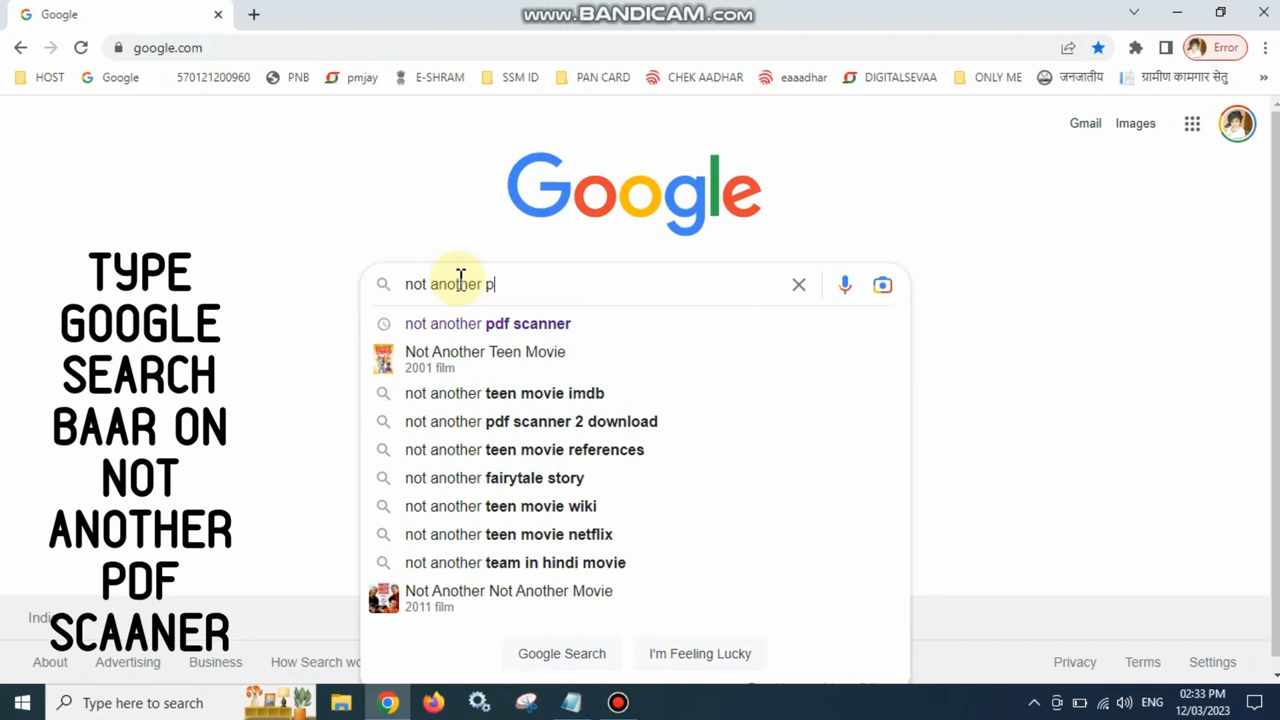 Google
www.BANDICAM.com
google.com
Error
HOST
Google
570121200960
PNB
pmjay
E-SHRAM
SSM ID
PAN CARD
CHEK AADHAR
eaaadhar
DIGITALSEVAA
ONLY ME
जनजातीय
ग्रामीण कामगार सेतु
»
Gmail
Images
Google
TYPE
GOOGLE
SEARCH
BAAR ON
NOT
ANOTHER
PDF
SCAANER
not another p
not another pdf scanner
Not Another Teen Movie
2001 film
not another teen movie imdb
not another pdf scanner 2 download
not another teen movie references
not another fairytale story
not another teen movie wiki
not another teen movie netflix
not another team in hindi movie
Not Another Not Another Movie
2011 film
Google Search
I'm Feeling Lucky
About
Advertising
Business
How Search wo
Privacy
Terms
Settings
Type here to search
ENG
02:33 PM
12/03/2023